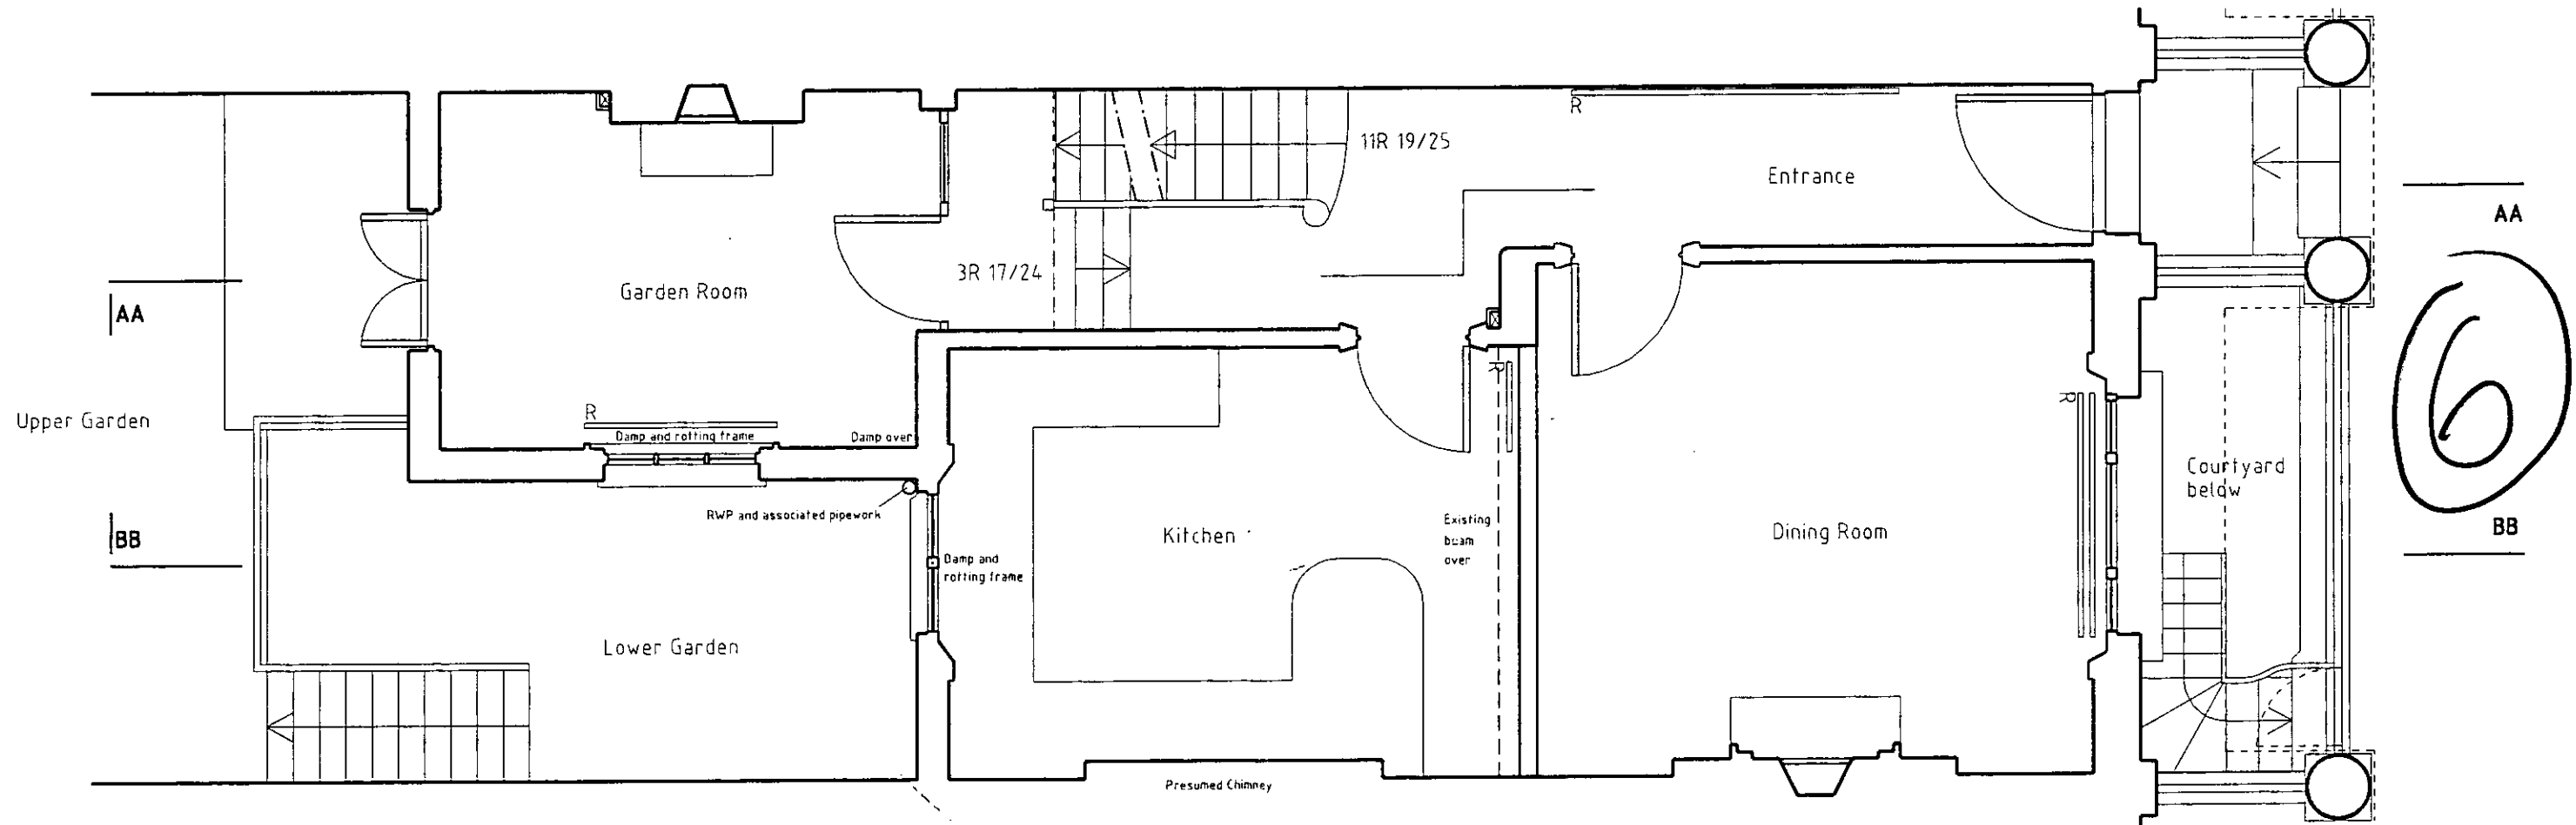 R
11R 19/25
Entrance
AA
3R 17/24
Garden Room
AA
R
Upper Garden
R
R
Damp and rotting frame
Damp over
6
Courtyard
below
RWP and associated pipework
Existing
beam
over
BB
Kitchen
Dining Room
BB
Damp and
rotting frame
Lower Garden
Presumed Chimney